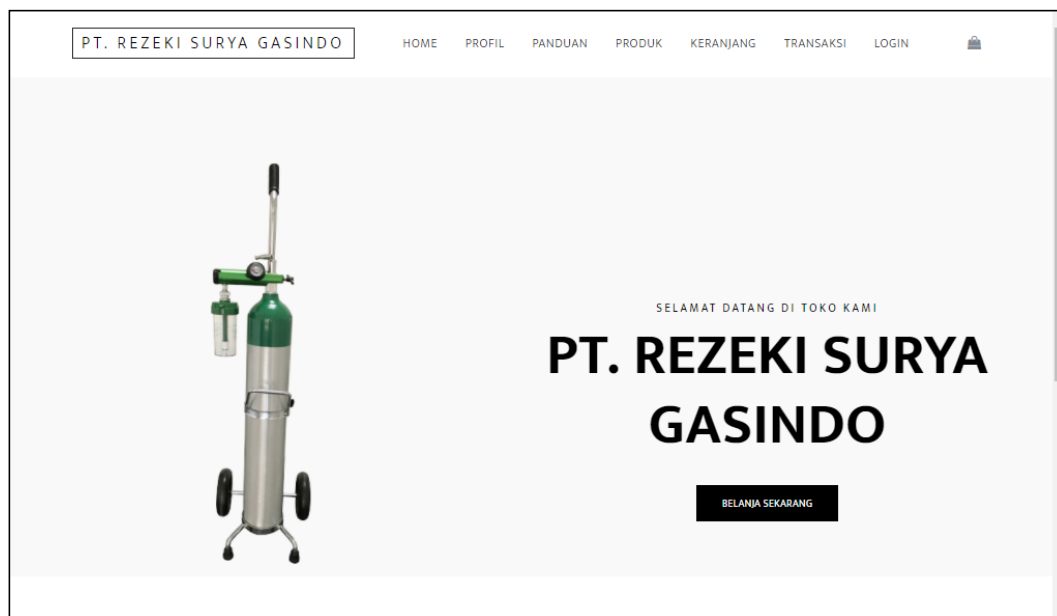 PT. REZEKI SURYA GASINDO
HOME PROFIL PANDUAN PRODUK KERANJANG TRANSAKSI LOGIN
SELAMAT DATANG DI TOKO KAMI
PT. REZEKI SURYA
GASINDO
BELANJA SEKARANG